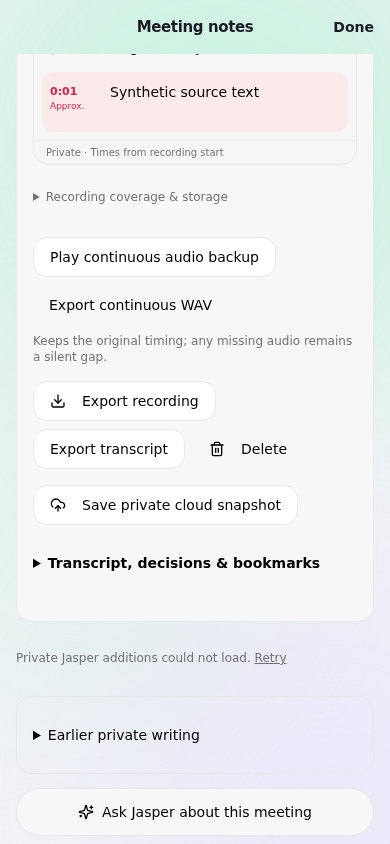 Meeting notes
Done
0:01
Approx.
Synthetic source text
Private · Times from recording start
Recording coverage & storage
Play continuous audio backup
Export continuous WAV
Keeps the original timing; any missing audio remains
a silent gap.
Export recording
Export transcript
Delete
Save private cloud snapshot
Transcript, decisions & bookmarks
Private Jasper additions could not load. Retry
Earlier private writing
Ask Jasper about this meeting